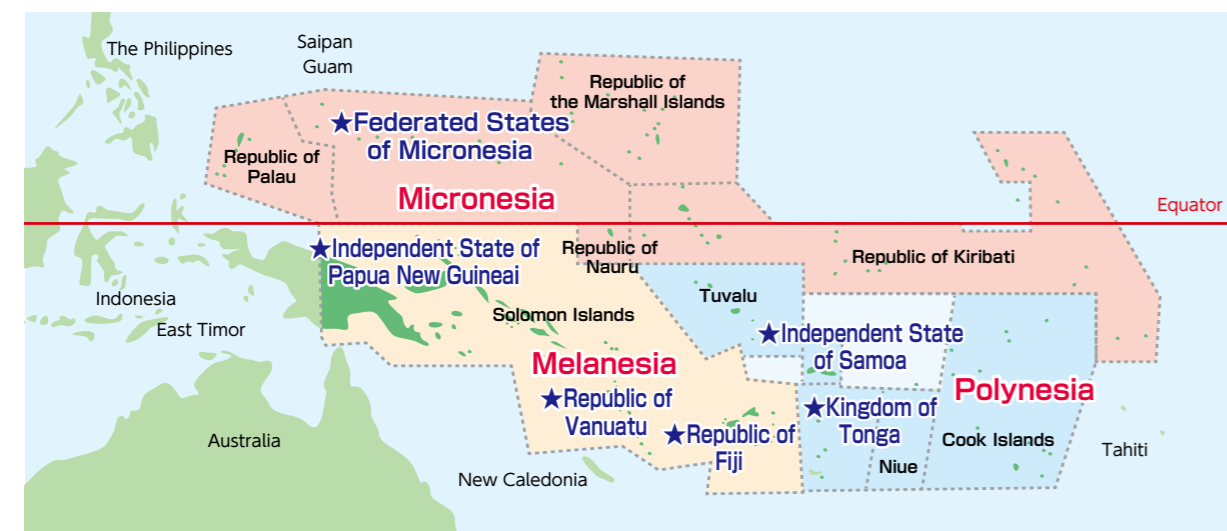 The Philippines
Saipan
Guam
Republic of
the Marshall Islands
★Federated States
of Micronesia
Republic of
Palau
Micronesia
Equator
★Independent State of
Papua New Guineai
Republic of
Nauru
Republic of Kiribati
Indonesia
East Timor
Solomon Islands
Tuvalu
★Independent State
of Samoa
Melanesia
Polynesia
★Republic of
Vanuatu
★Kingdom of
Tonga
★Republic of
Fiji
Australia
Cook Islands
Tahiti
Niue
New Caledonia